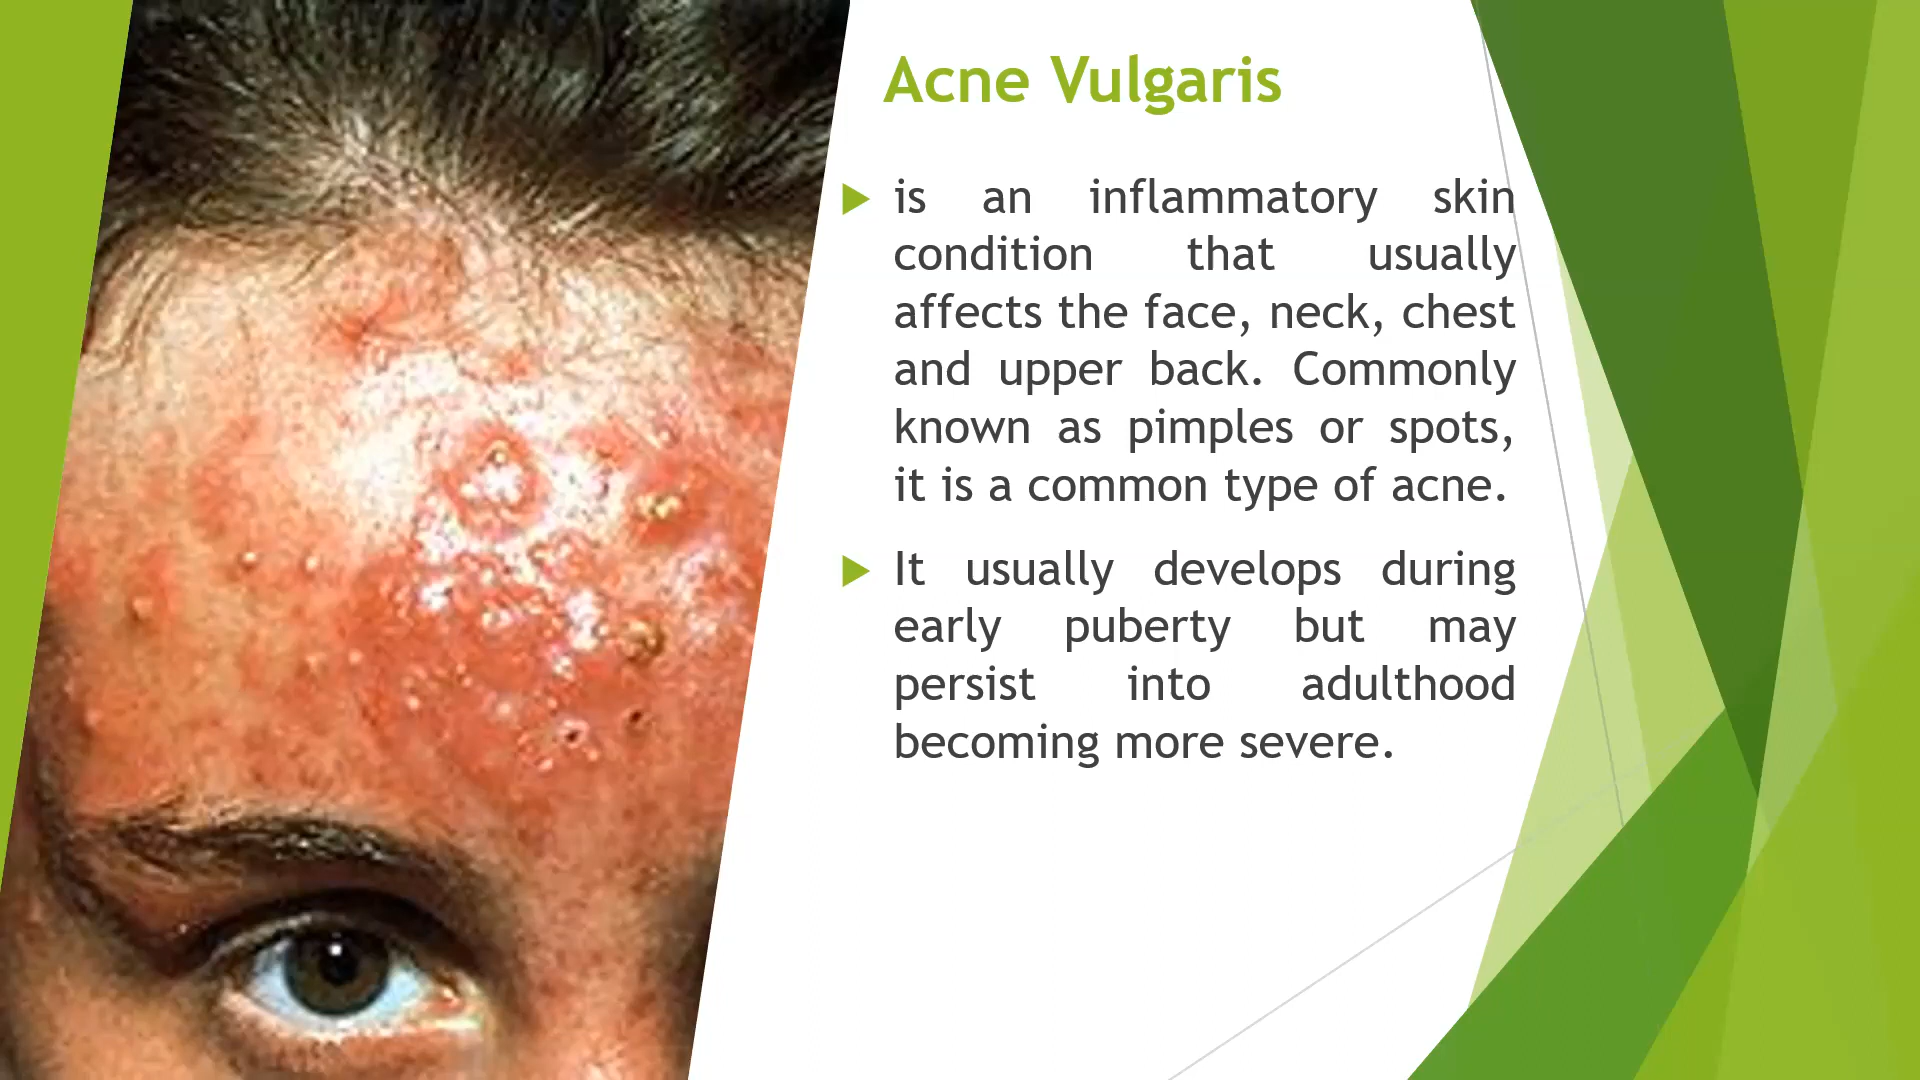 Acne Vulgaris
is an inflammatory skin
condition that usually
affects the face, neck, chest
and upper back. Commonly
known as pimples or spots,
it is a common type of acne.
It usually develops during
early puberty but may
persist into adulthood
becoming more severe.